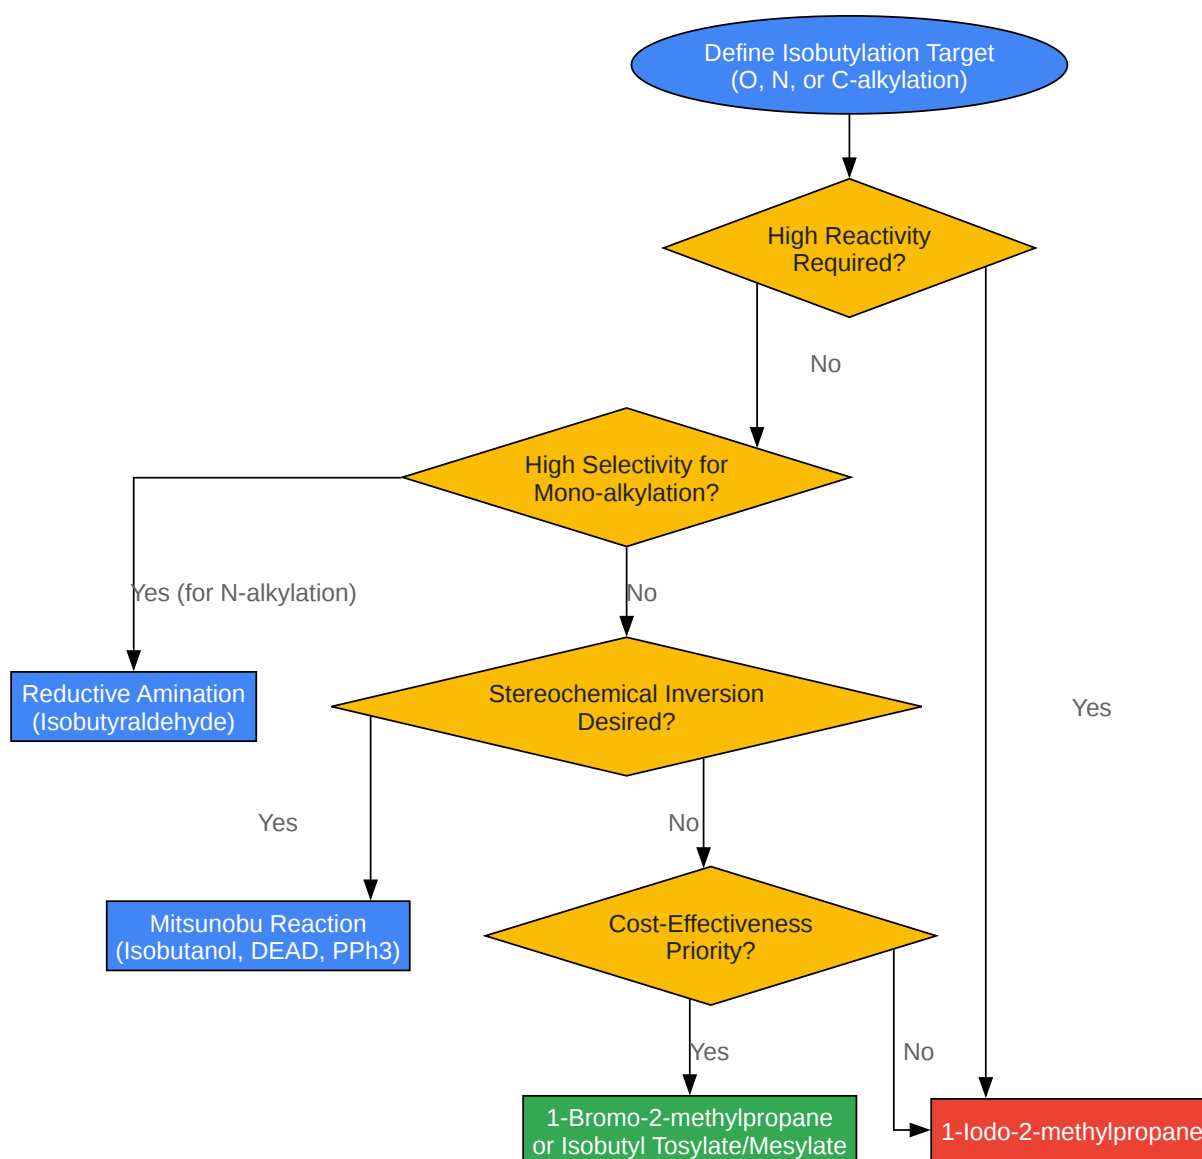 Define Isobutylation Target
(O, N, or C-alkylation)
High Reactivity
Required?
No
High Selectivity for
Mono-alkylation?
Yes (for N-alkylation)
No
Reductive Amination
(Isobutyraldehyde)
Stereochemical Inversion
Desired?
Yes
Yes
No
Mitsunobu Reaction
(Isobutanol, DEAD, PPh3)
Cost-Effectiveness
Priority?
Yes
No
1-Bromo-2-methylpropane
or Isobutyl Tosylate/Mesylate
1-Iodo-2-methylpropane